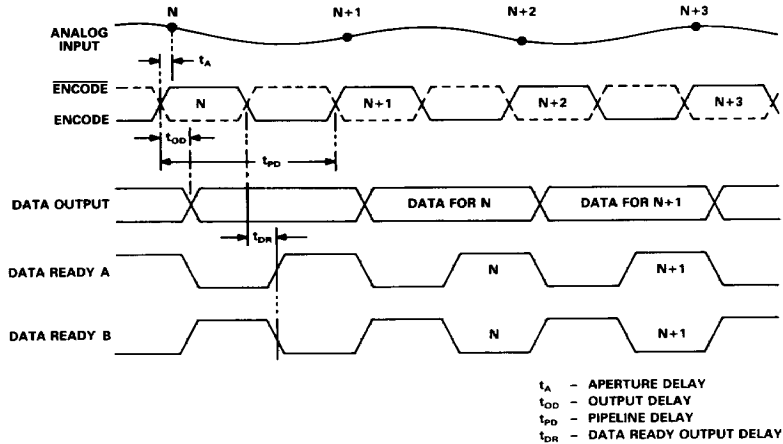 N N+1 N+2 N+3
ANALOG
INPUT
tA
ENCODE
N N+1 N+2 N+3
ENCODE
tOD
tPD
DATA OUTPUT DATA FOR N DATA FOR N+1
tDR
DATA READY A N N+1
DATA READY B N N+1
tA – APERTURE DELAY
tOD – OUTPUT DELAY
tPD – PIPELINE DELAY
tDR – DATA READY OUTPUT DELAY